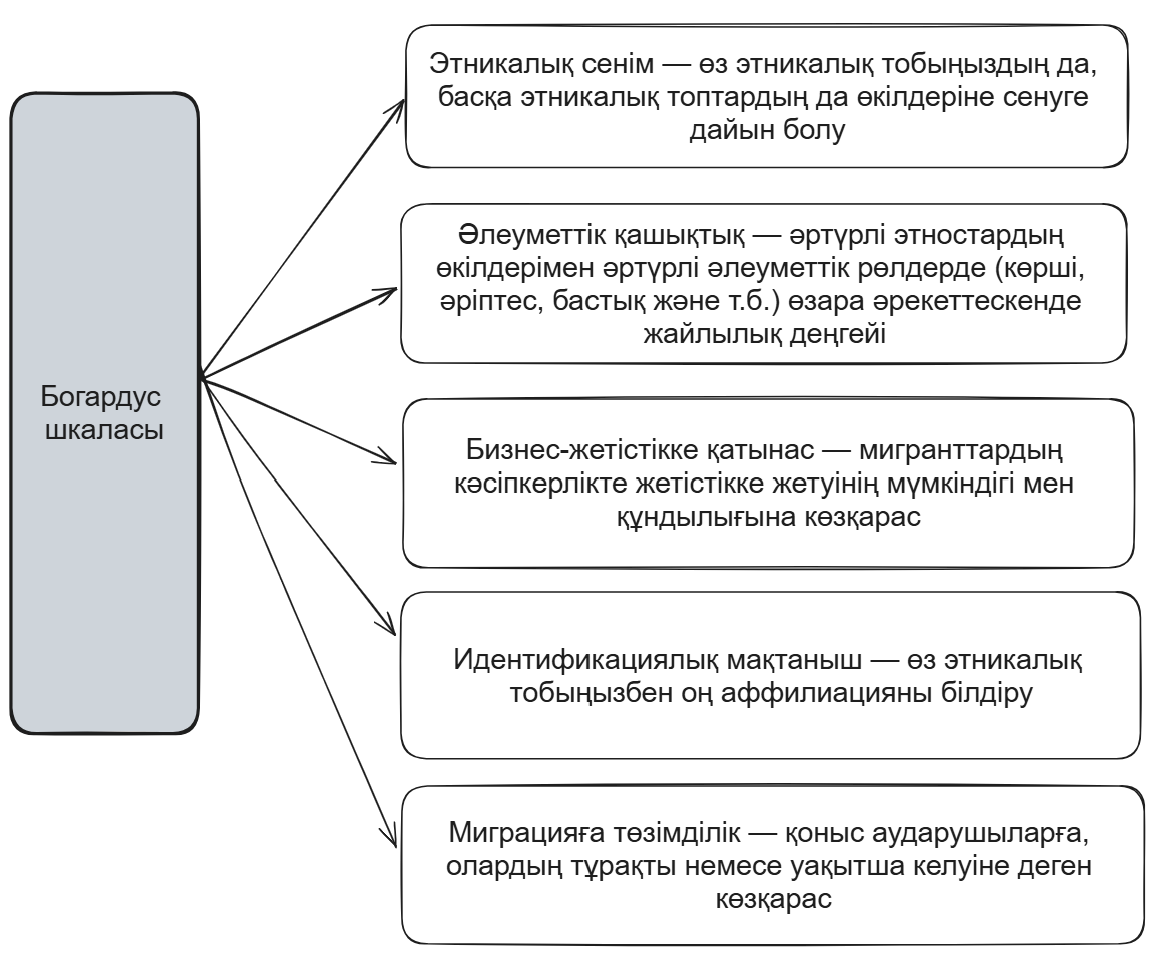 Богардус
шкаласы
Этникалық сенім — өз этникалық тобыңыздың да,
басқа этникалық топтардың да өкілдеріне сенуге
дайын болу
Әлеуметтік қашықтық — әртүрлі этностардың
өкілдерімен әртүрлі әлеуметтік рөлдерде (көрші,
әріптес, бастық және т.б.) өзара әрекеттескенде
жайлылық деңгейі
Бизнес-жетістікке қатынас — мигранттардың
кәсіпкерлікте жетістікке жетуінің мүмкіндігі мен
құндылығына көзқарас
Идентификациялық мақтаныш — өз этникалық
тобыңызбен оң аффилиацияны білдіру
Миграцияға төзімділік — қоныс аударушыларға,
олардың тұрақты немесе уақытша келуіне деген
көзқарас